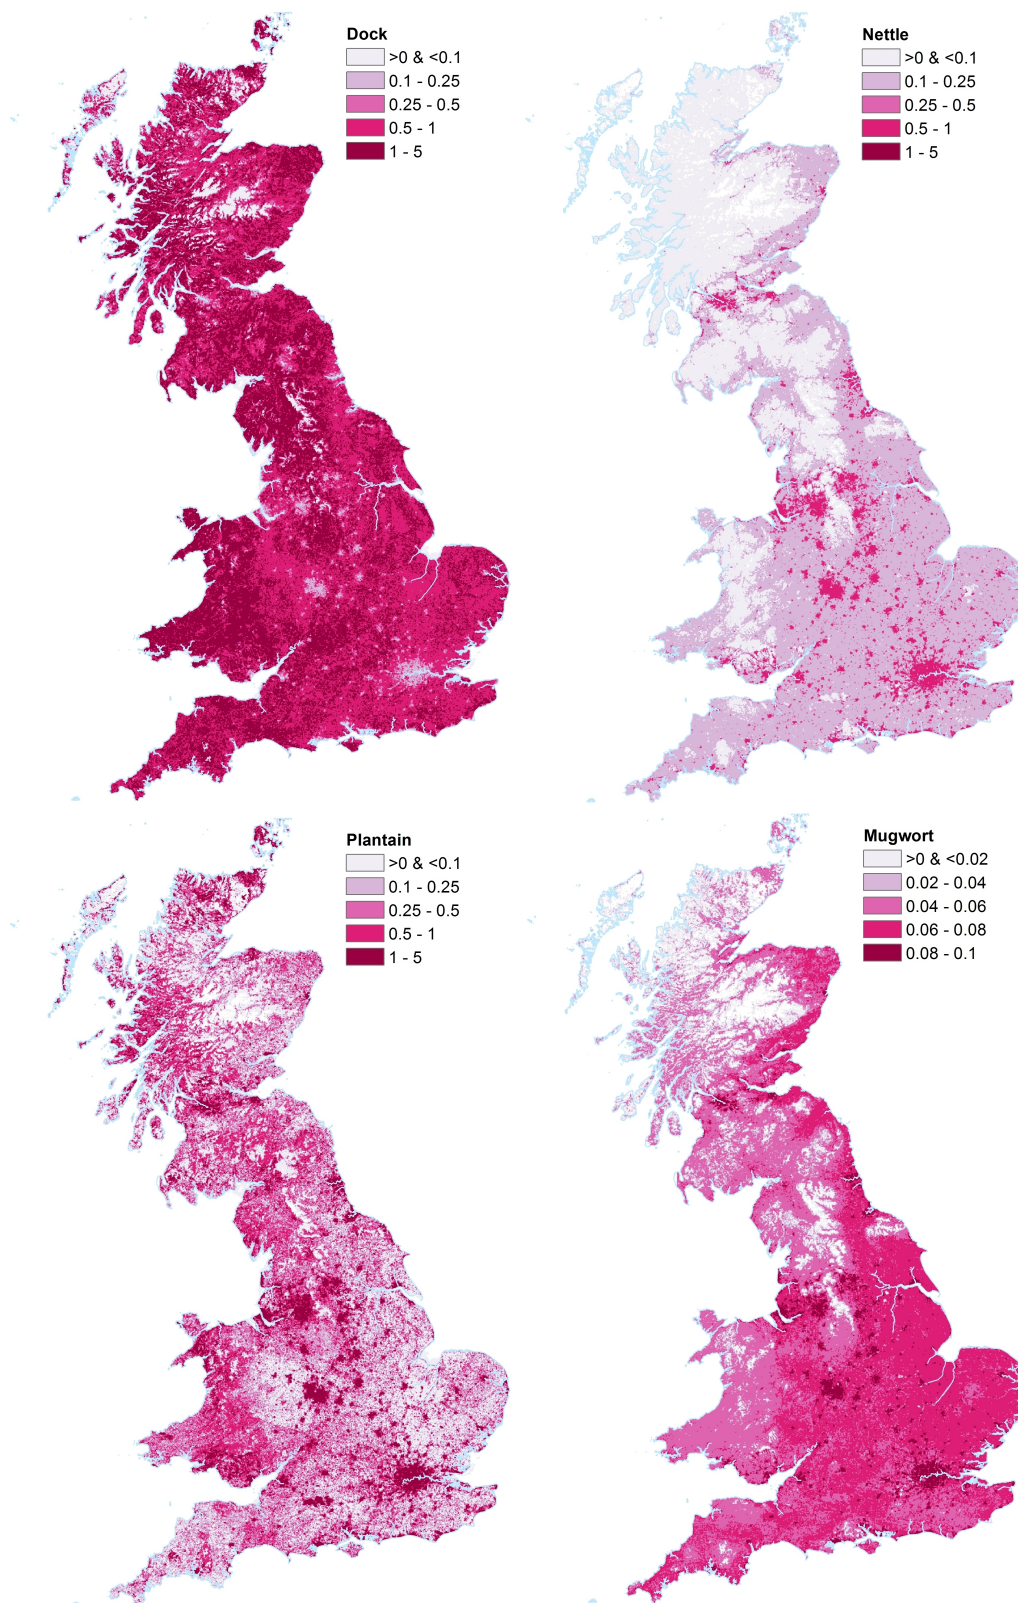 Dock
>0 & <0.1
0.1 - 0.25
0.25 - 0.5
0.5 - 1
1 - 5
Nettle
>0 & <0.1
0.1 - 0.25
0.25 - 0.5
0.5 - 1
1 - 5
Plantain
>0 & <0.1
0.1 - 0.25
0.25 - 0.5
0.5 - 1
1 - 5
Mugwort
>0 & <0.02
0.02 - 0.04
0.04 - 0.06
0.06 - 0.08
0.08 - 0.1